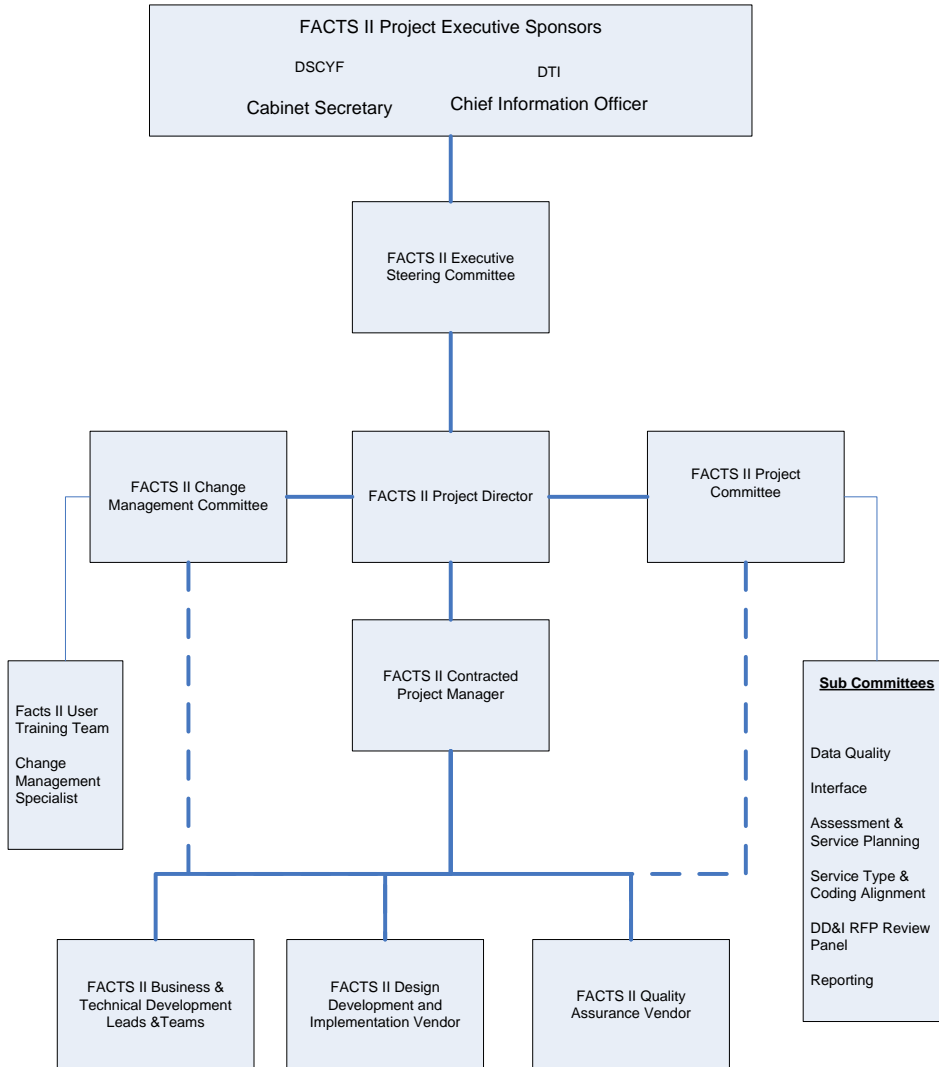 FACTS II Project Executive Sponsors
DSCYF
DTI
Cabinet Secretary
Chief Information Officer
FACTS II Executive
Steering Committee
FACTS II Change
Management Committee
FACTS II Project Director
FACTS II Project
Committee
FACTS II Contracted
Project Manager
Facts II User
Training Team
Change
Management
Specialist
Sub Committees
Data Quality
Interface
Assessment &
Service Planning
Service Type &
Coding Alignment
DD&I RFP Review
Panel
Reporting
FACTS II Business &
Technical Development
Leads &Teams
FACTS II Design
Development and
Implementation Vendor
FACTS II Quality
Assurance Vendor